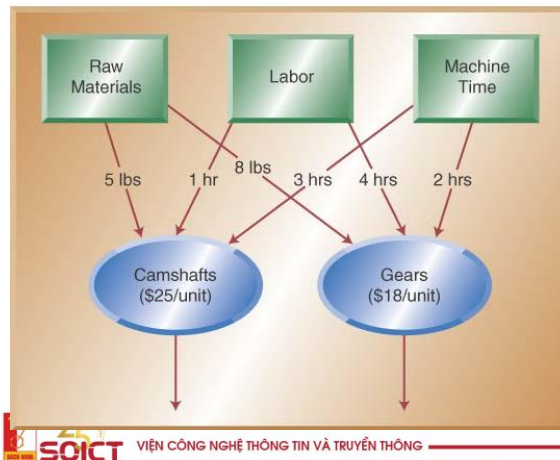 Raw
Materials
Labor
Machine
Time
5 lbs
1 hr
8 lbs
3 hrs
4 hrs
2 hrs
Camshafts
($25/unit)
Gears
($18/unit)
25
SOICT
VIỆN CÔNG NGHỆ THÔNG TIN VÀ TRUYỀN THÔNG